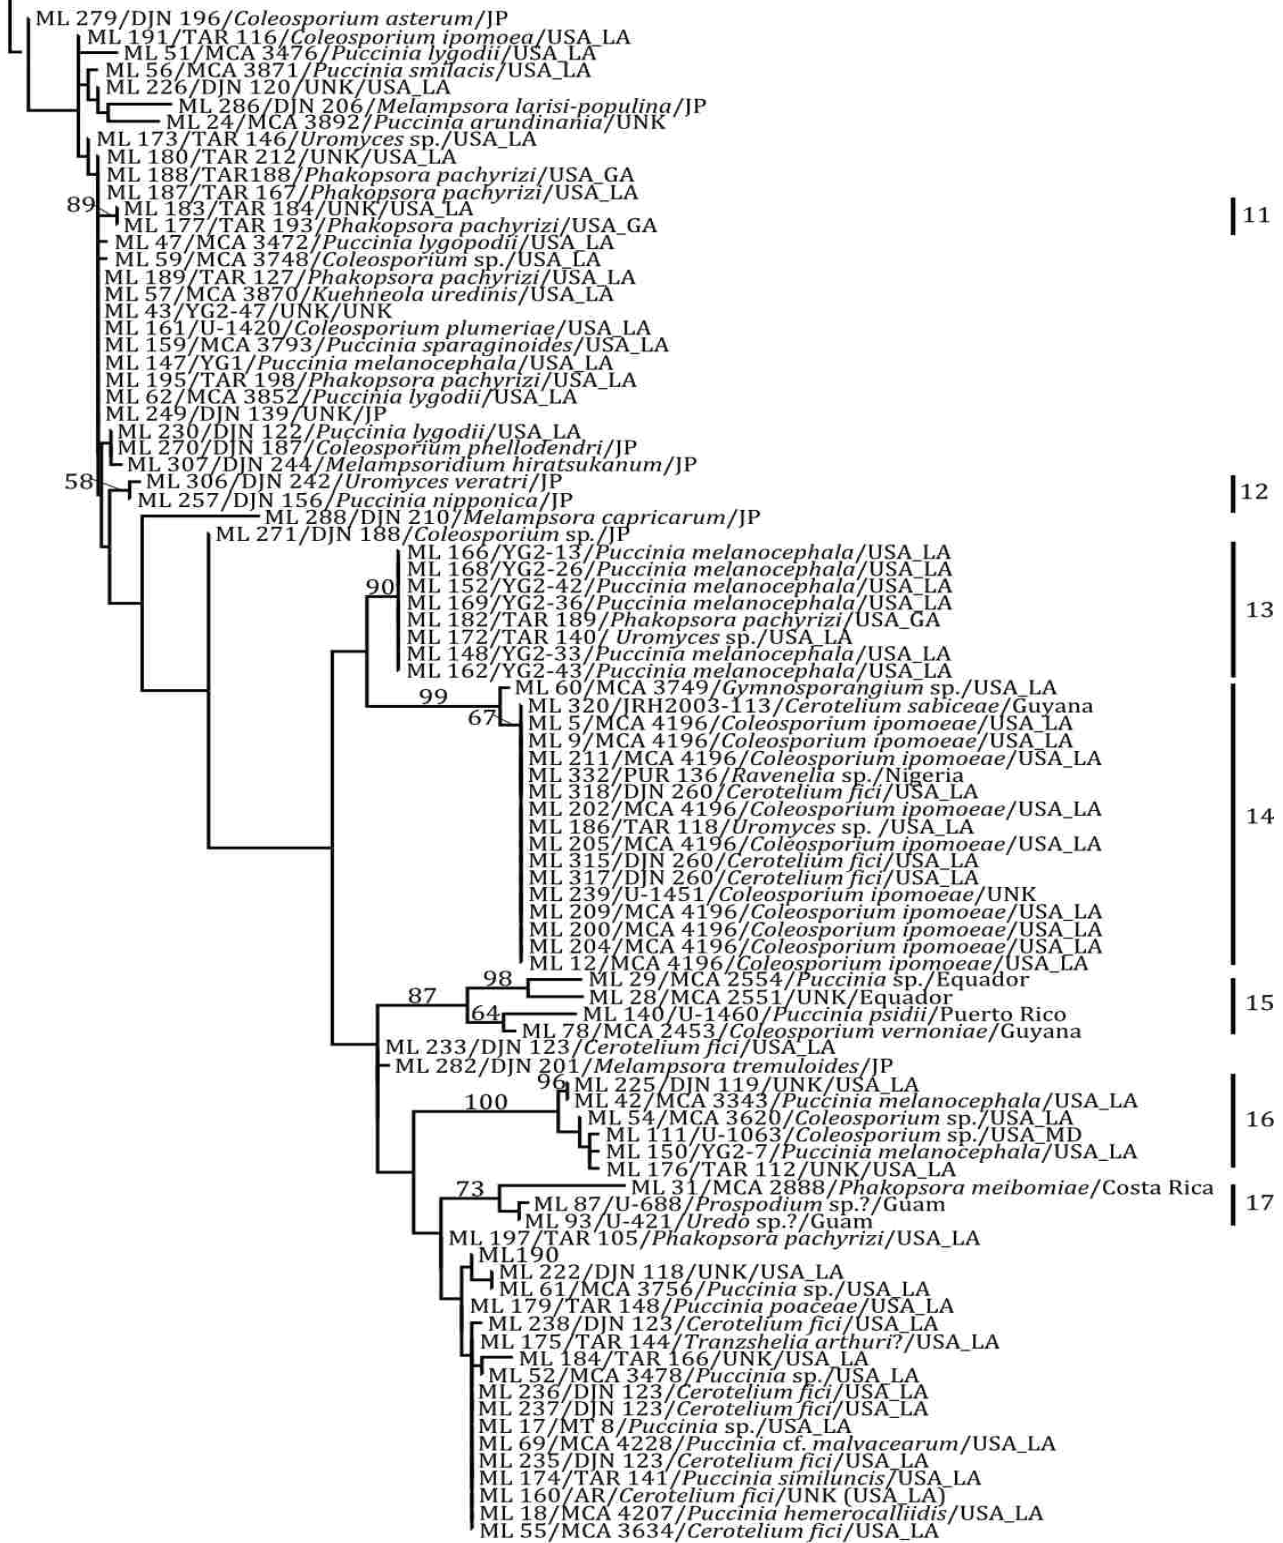 ML 279/DJN 196/Coleosporium asterum/JP
ML 191/TAR 116/Coleosporium ipomoea/USA_LA
ML 51/MCA 3476/Puccinia lygodii/USA_LA
ML 56/MCA 3871/Puccinia smilacis/USA_LA
ML 226/DJN 120/UNK/USA_LA
ML 286/DJN 206/Melampsora larisi-populina/JP
ML 24/MCA 3892/Puccinia arundinania/UNK
ML 173/TAR 146/Uromyces sp./USA_LA
ML 180/TAR 212/UNK/USA_LA
ML 188/TAR188/Phakopsora pachyrizi/USA_GA
ML 187/TAR 167/Phakopsora pachyrizi/USA_LA
89
ML 183/TAR 184/UNK/USA_LA
11
ML 177/TAR 193/Phakopsora pachyrizi/USA_GA
ML 47/MCA 3472/Puccinia lygopodii/USA_LA
ML 59/MCA 3748/Coleosporium sp./USA_LA
ML 189/TAR 127/Phakopsora pachyrizi/USA_LA
ML 57/MCA 3870/Kuehneola uredinis/USA_LA
ML 43/YG2-47/UNK/UNK
ML 161/U-1420/Coleosporium plumeriae/USA_LA
ML 159/MCA 3793/Puccinia sparaginoides/USA_LA
ML 147/YG1/Puccinia melanocephala/USA_LA
ML 195/TAR 198/Phakopsora pachyrizi/USA_LA
ML 62/MCA 3852/Puccinia lygodii/USA_LA
ML 249/DJN 139/UNK/JP
ML 230/DJN 122/Puccinia lygodii/USA_LA
ML 270/DJN 187/Coleosporium phellodendri/JP
ML 307/DJN 244/Melampsoridium hiratsukanum/JP
58
ML 306/DJN 242/Uromyces veratri/JP
12
ML 257/DJN 156/Puccinia nipponica/JP
ML 288/DJN 210/Melampsora capricarum/JP
ML 271/DJN 188/Coleosporium sp./JP
ML 166/YG2-13/Puccinia melanocephala/USA_LA
ML 168/YG2-26/Puccinia melanocephala/USA_LA
90
ML 152/YG2-42/Puccinia melanocephala/USA_LA
ML 169/YG2-36/Puccinia melanocephala/USA_LA
13
ML 182/TAR 189/Phakopsora pachyrizi/USA_GA
ML 172/TAR 140/ Uromyces sp./USA_LA
ML 148/YG2-33/Puccinia melanocephala/USA_LA
ML 162/YG2-43/Puccinia melanocephala/USA_LA
ML 60/MCA 3749/Gymnosporangium sp./USA_LA
99
ML 320/JRH2003-113/Cerotelium sabiceae/Guyana
67
ML 5/MCA 4196/Coleosporium ipomoeae/USA_LA
ML 9/MCA 4196/Coleosporium ipomoeae/USA_LA
ML 211/MCA 4196/Coleosporium ipomoeae/USA_LA
ML 332/PUR 136/Ravenelia sp./Nigeria
ML 318/DJN 260/Cerotelium fici/USA_LA
ML 202/MCA 4196/Coleosporium ipomoeae/USA_LA
14
ML 186/TAR 118/Uromyces sp. /USA_LA
ML 205/MCA 4196/Coleosporium ipomoeae/USA_LA
ML 315/DJN 260/Cerotelium fici/USA_LA
ML 317/DJN 260/Cerotelium fici/USA_LA
ML 239/U-1451/Coleosporium ipomoeae/UNK
ML 209/MCA 4196/Coleosporium ipomoeae/USA_LA
ML 200/MCA 4196/Coleosporium ipomoeae/USA_LA
ML 204/MCA 4196/Coleosporium ipomoeae/USA_LA
ML 12/MCA 4196/Coleosporium ipomoeae/USA_LA
98
ML 29/MCA 2554/Puccinia sp./Equador
87
ML 28/MCA 2551/UNK/Equador
15
64
ML 140/U-1460/Puccinia psidii/Puerto Rico
ML 78/MCA 2453/Coleosporium vernoniae/Guyana
ML 233/DJN 123/Cerotelium fici/USA_LA
ML 282/DJN 201/Melampsora tremuloides/JP
96
ML 225/DJN 119/UNK/USA_LA
100
ML 42/MCA 3343/Puccinia melanocephala/USA_LA
ML 54/MCA 3620/Coleosporium sp./USA_LA
16
ML 111/U-1063/Coleosporium sp./USA_MD
ML 150/YG2-7/Puccinia melanocephala/USA_LA
ML 176/TAR 112/UNK/USA_LA
73
ML 31/MCA 2888/Phakopsora meibomiae/Costa Rica
ML 87/U-688/Prospodium sp.?/Guam
17
ML 93/U-421/Uredo sp.?/Guam
ML 197/TAR 105/Phakopsora pachyrizi/USA_LA
ML190
ML 222/DJN 118/UNK/USA_LA
ML 61/MCA 3756/Puccinia sp./USA_LA
ML 179/TAR 148/Puccinia poaceae/USA_LA
ML 238/DJN 123/Cerotelium fici/USA_LA
ML 175/TAR 144/Tranzshelia arthuri?/USA_LA
ML 184/TAR 166/UNK/USA_LA
ML 52/MCA 3478/Puccinia sp./USA_LA
ML 236/DJN 123/Cerotelium fici/USA_LA
ML 237/DJN 123/Cerotelium fici/USA_LA
ML 17/MT 8/Puccinia sp./USA_LA
ML 69/MCA 4228/Puccinia cf. malvacearum/USA_LA
ML 235/DJN 123/Cerotelium fici/USA_LA
ML 174/TAR 141/Puccinia similuncis/USA_LA
ML 160/AR/Cerotelium fici/UNK (USA_LA)
ML 18/MCA 4207/Puccinia hemerocalliidis/USA_LA
ML 55/MCA 3634/Cerotelium fici/USA_LA